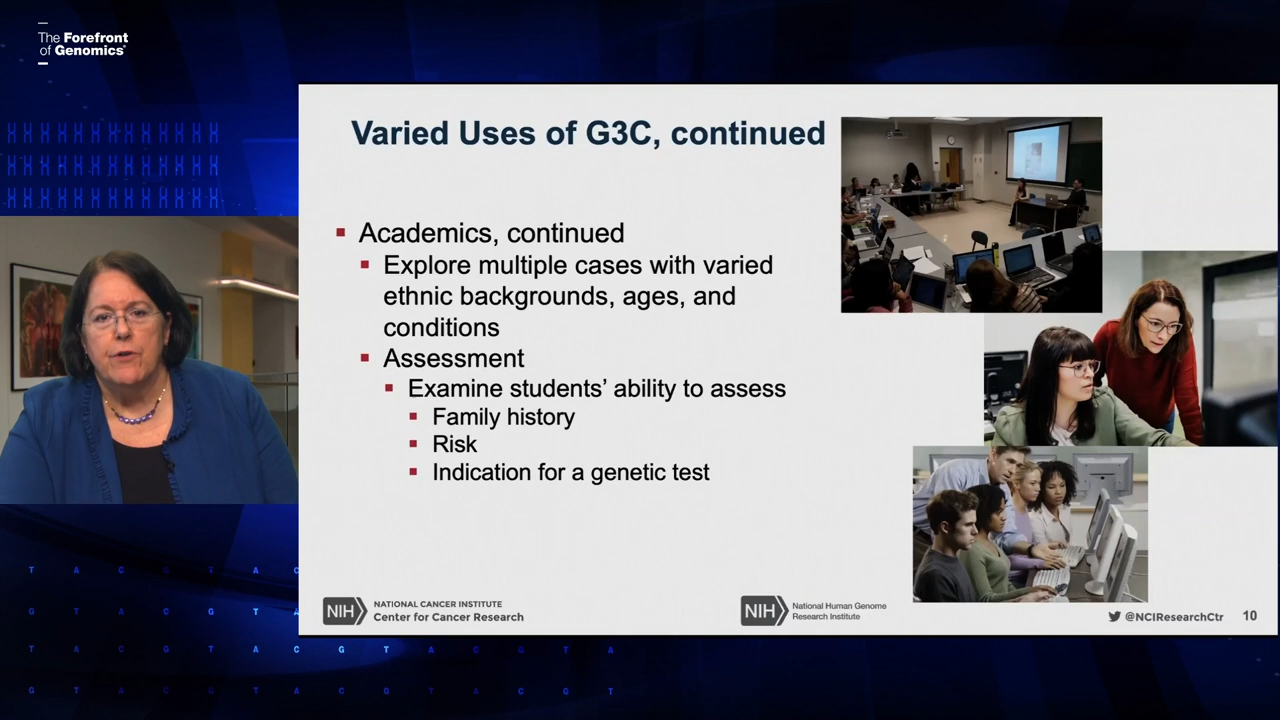 The Forefront
of Genomics®
Varied Uses of G3C, continued
Academics, continued
Explore multiple cases with varied
ethnic backgrounds, ages, and
conditions
Assessment
Examine students’ ability to assess
Family history
Risk
Indication for a genetic test
NIH
NATIONAL CANCER INSTITUTE
Center for Cancer Research
NIH
National Human Genome
Research Institute
@NCIResearchCtr 10
T A C G T A C
G T A C G T A
T A C G T A C G T A C G T A
G T A C G T A C G T A C G T